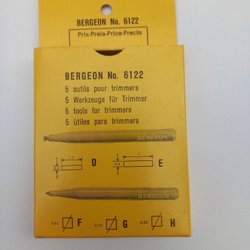 BERGEON No. 6122
Prix-Preis-Price-Precio
BERGEON No. 6122
5 outils pour trimmers
5 Werkzeuge für Trimmer
5 tools for trimmers
5 útiles para trimmers
BERGEON
D E
BERGEON
F G H